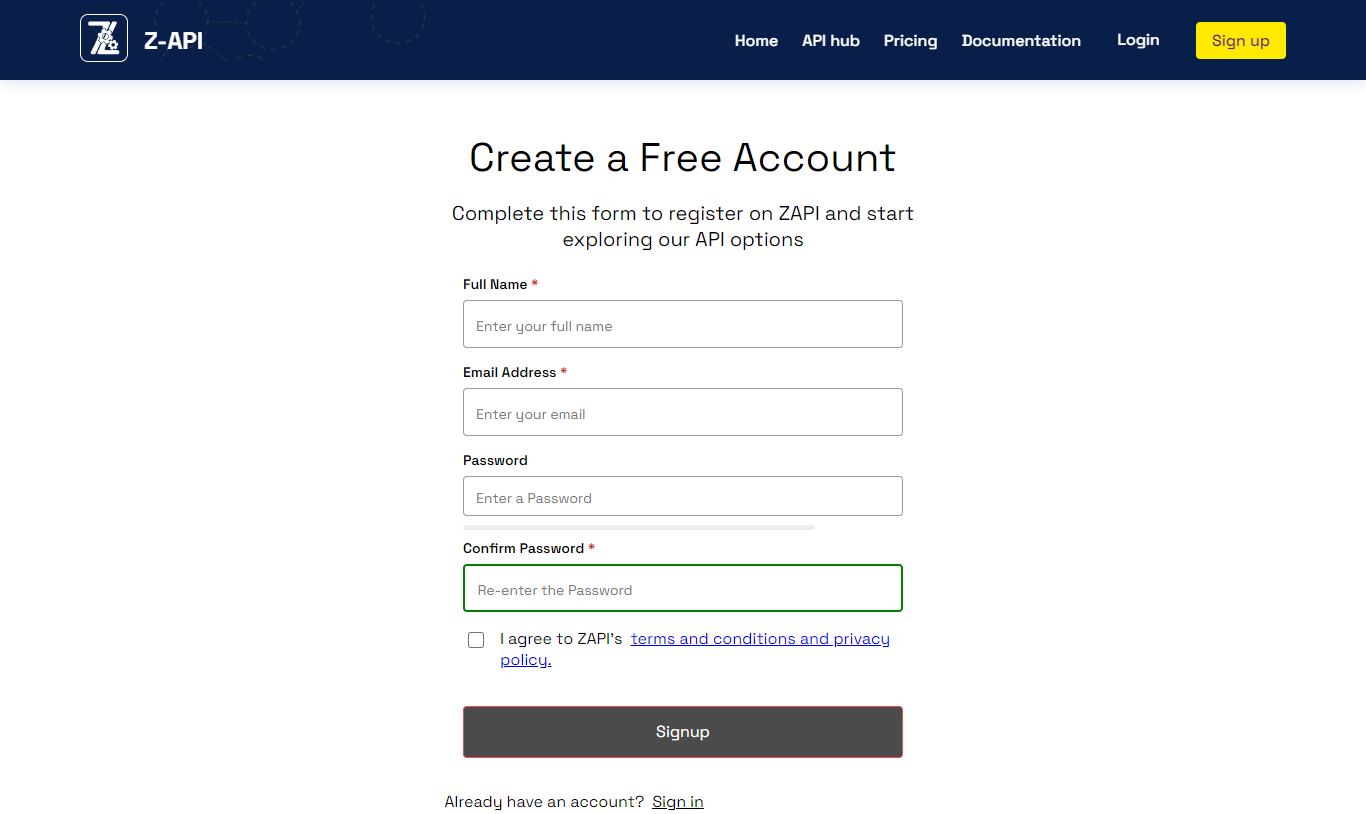 Z-API
Home API hub Pricing Documentation Login Sign up
Create a Free Account
Complete this form to register on ZAPI and start
exploring our API options
Full Name *
Enter your full name
Email Address *
Enter your email
Password
Enter a Password
Confirm Password *
Re-enter the Password
I agree to ZAPI's terms and conditions and privacy
policy.
Signup
Already have an account? Sign in